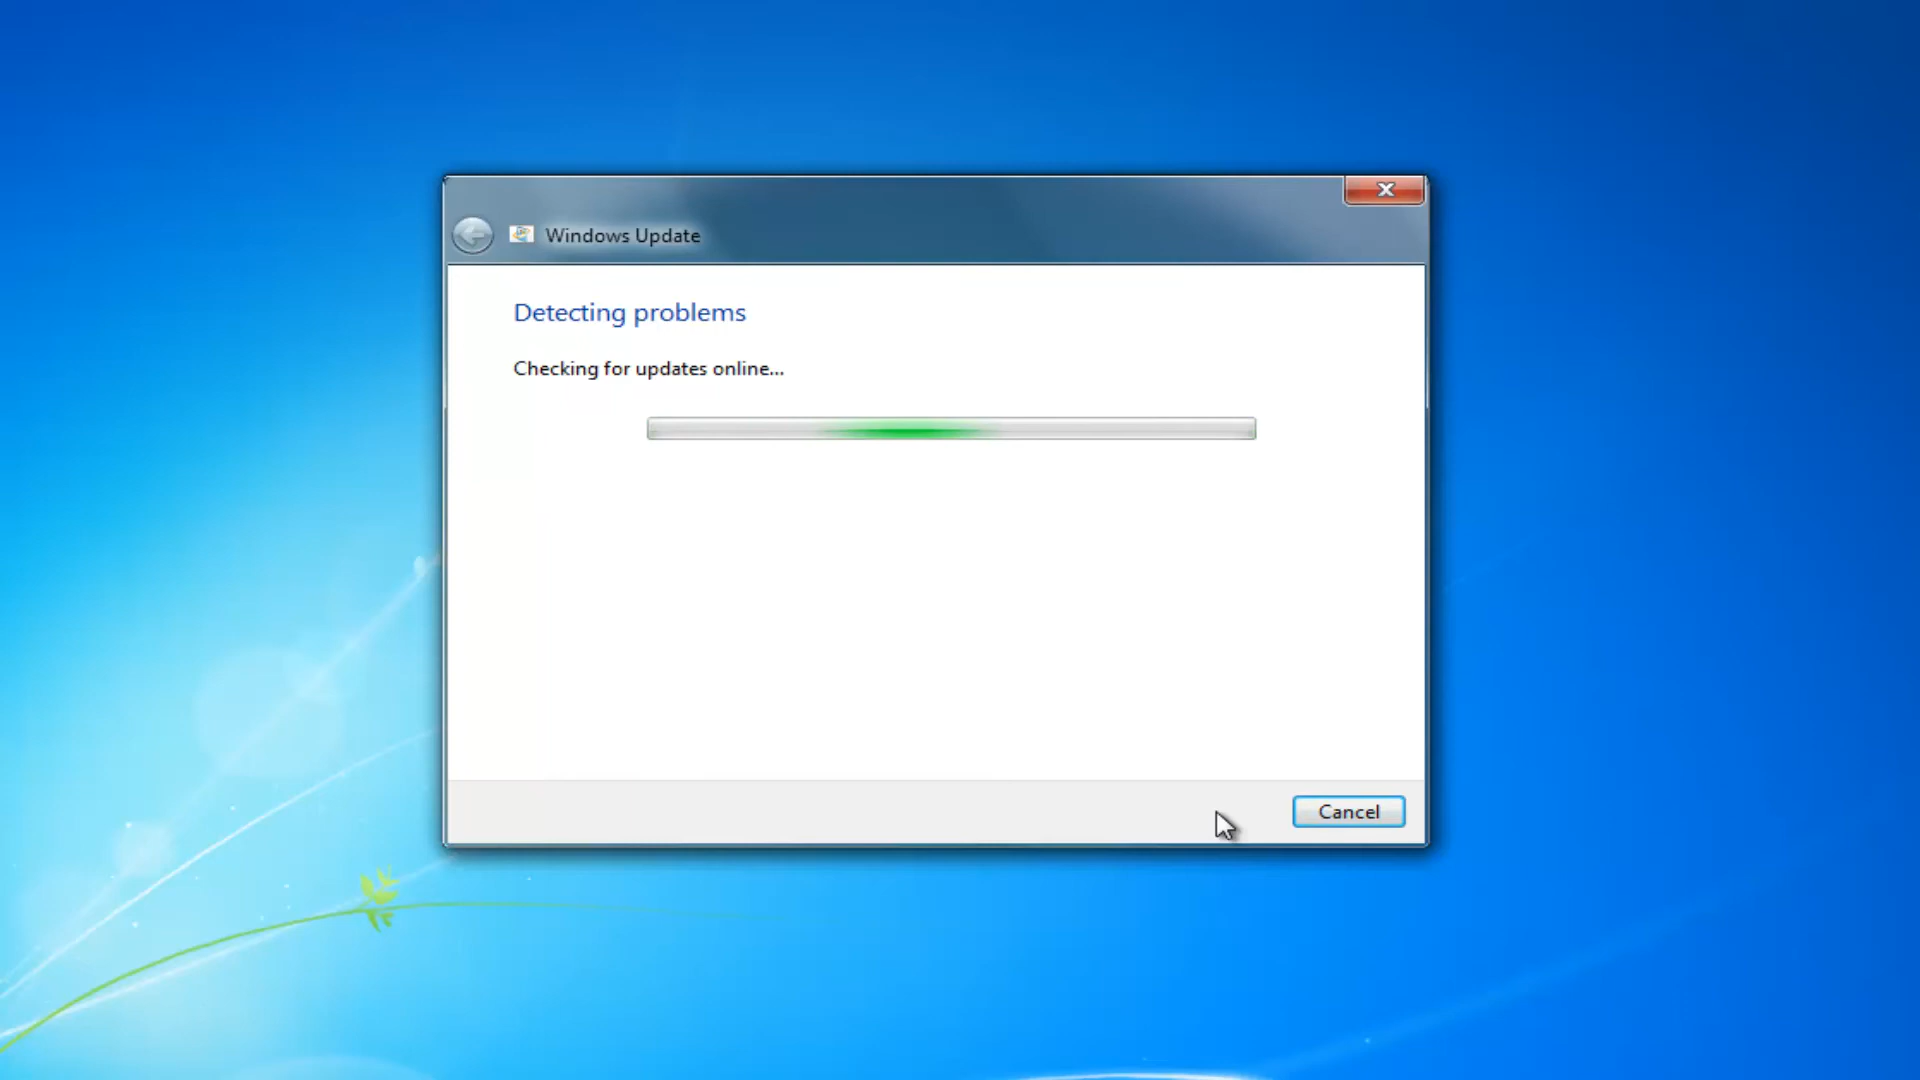 Windows Update
Detecting problems
Checking for updates online...
Cancel